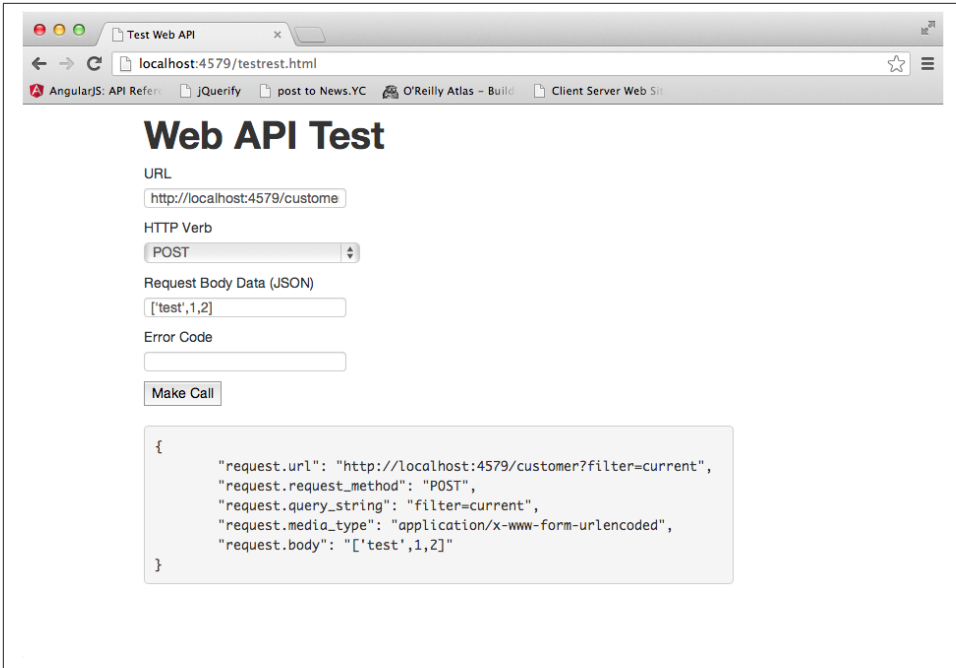 Test Web API
localhost:4579/testrest.html
AngularJS: API Refer
jQuerify
post to News.YC
O'Reilly Atlas – Build
Client Server Web Sit
Web API Test
URL
http://localhost:4579/custome
HTTP Verb
POST
Request Body Data (JSON)
['test',1,2]
Error Code
Make Call
{
"request.url": "http://localhost:4579/customer?filter=current",
"request.request_method": "POST",
"request.query_string": "filter=current",
"request.media_type": "application/x-www-form-urlencoded",
"request.body": "['test',1,2]"
}